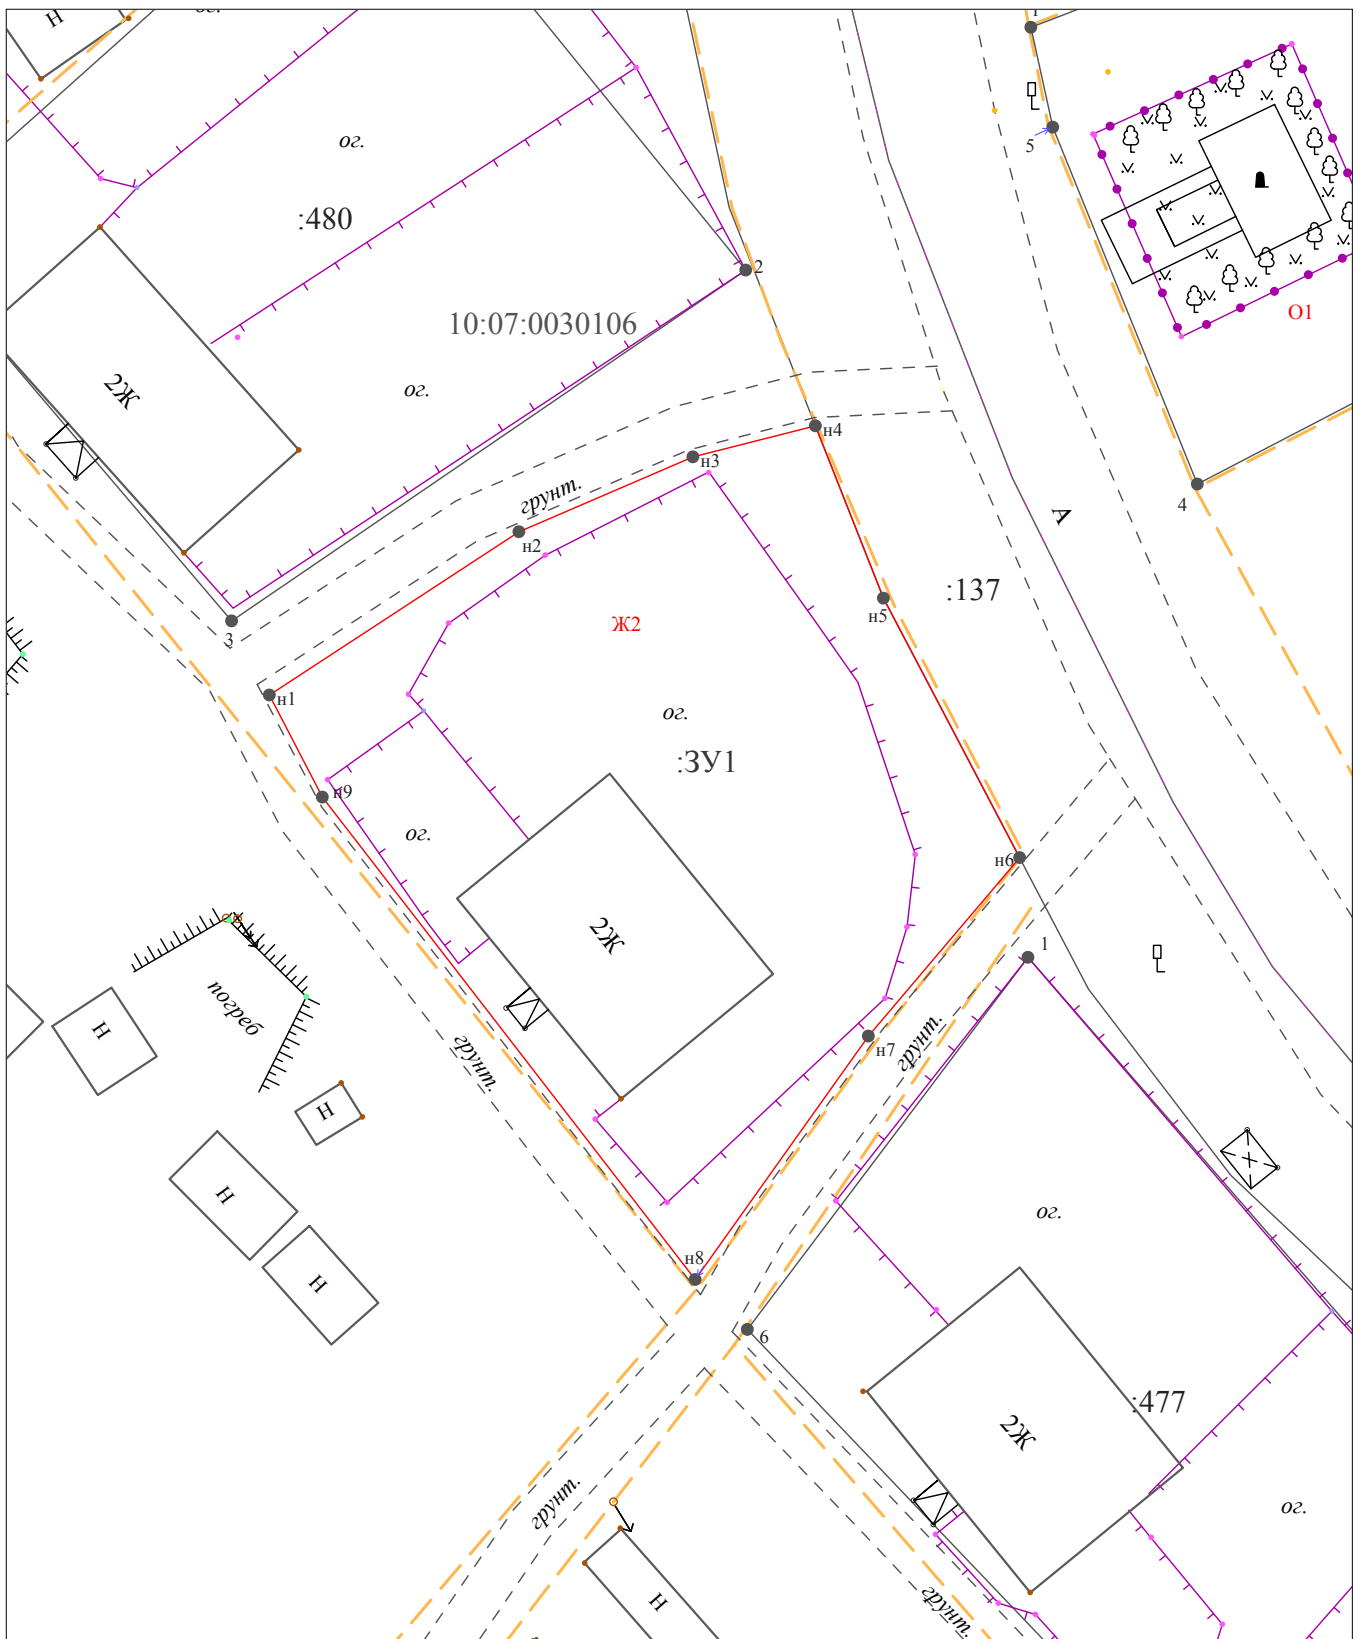 ог.
Н
1
ог.
5
:480
2
О1
10:07:0030106
2Ж
ог.
н4
н3
грунт.
4
А
н2
:137
н5
3
Ж2
н1
ог.
:ЗУ1
н9
ог.
н6
2Ж
1
погреб
Н
грунт.
н7
грунт.
Н
Н
ог.
н8
Н
6
:477
2Ж
грунт.
ог.
Н
грунт.